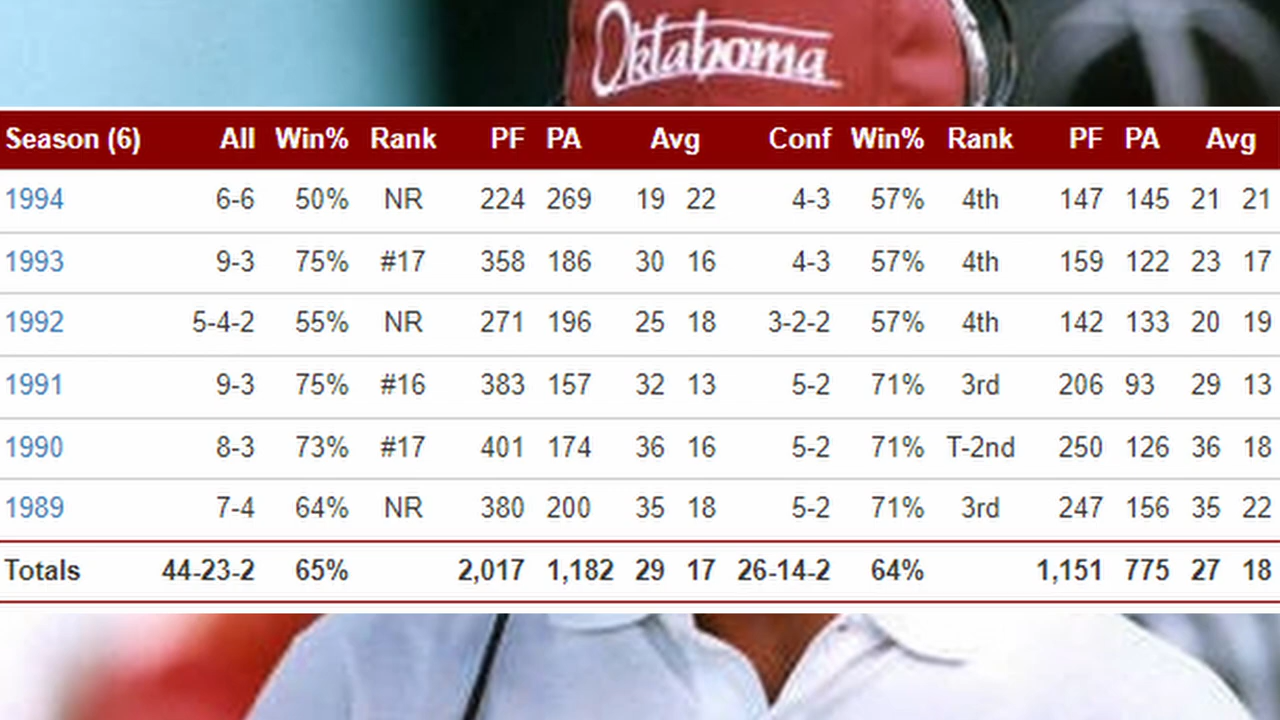 Oklahoma
Season (6) All Win% Rank PF PA Avg Conf Win% Rank PF PA Avg
1994 6-6 50% NR 224 269 19 22 4-3 57% 4th 147 145 21 21
1993 9-3 75% #17 358 186 30 16 4-3 57% 4th 159 122 23 17
1992 5-4-2 55% NR 271 196 25 18 3-2-2 57% 4th 142 133 20 19
1991 9-3 75% #16 383 157 32 13 5-2 71% 3rd 206 93 29 13
1990 8-3 73% #17 401 174 36 16 5-2 71% T-2nd 250 126 36 18
1989 7-4 64% NR 380 200 35 18 5-2 71% 3rd 247 156 35 22
Totals 44-23-2 65% 2,017 1,182 29 17 26-14-2 64% 1,151 775 27 18